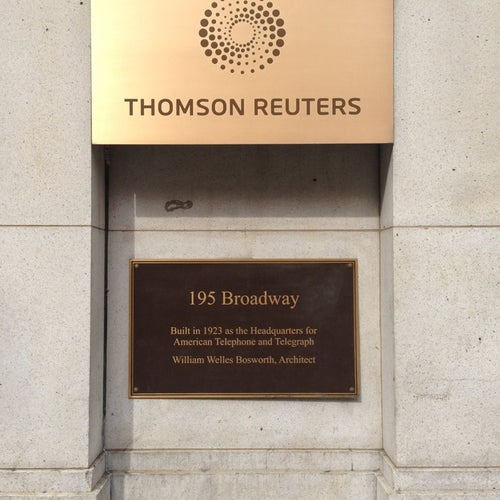 THOMSON REUTERS
195 Broadway
Built in 1923 as the Headquarters for
American Telephone and Telegraph
William Welles Bosworth, Architect